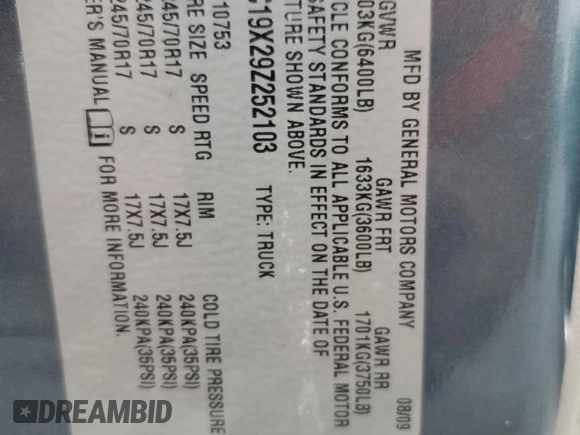 MFD BY GENERAL MOTORS COMPANY 08/09
GVWR GAWR FRT GAWR RR
03KG(6400LB) 1633KG(3600LB) 1701KG(3750LB)
CLE CONFORMS TO ALL APPLICABLE U.S. FEDERAL MOTOR
SAFETY STANDARDS IN EFFECT ON THE DATE OF
TURE SHOWN ABOVE.
19X29Z252103 TYPE: TRUCK
10753
RE SIZE SPEED RTG RIM COLD TIRE PRESSURE
245/70R17 S 17X7.5J 240KPA(35PSI)
245/70R17 S 17X7.5J 240KPA(35PSI)
245/70R17 S 17X7.5J 240KPA(35PSI)
ER'S MANUAL FOR MORE INFORMATION.
DREAMBID